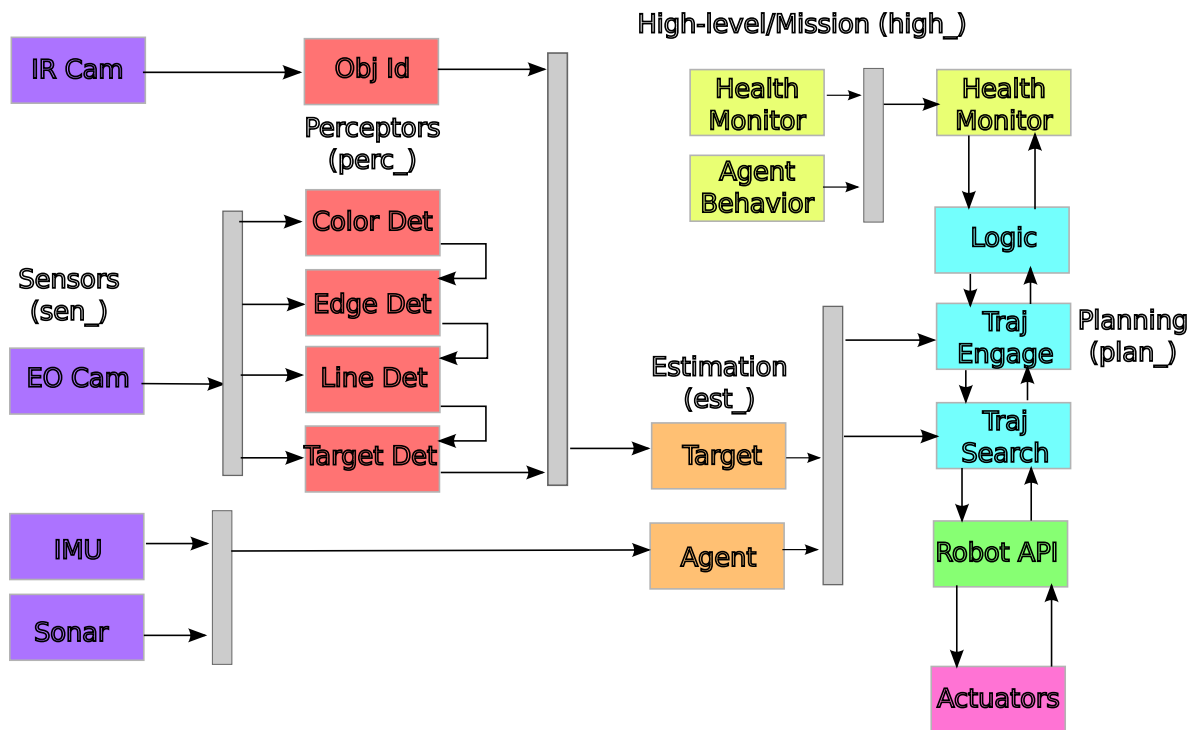 High-level/Mission (high_)
IR Cam
Obj Id
Health
Monitor
Health
Monitor
Perceptors
(perc_)
Agent
Behavior
Color Det
Logic
Sensors
(sen_)
Edge Det
Traj
Engage
Planning
(plan_)
EO Cam
Line Det
Estimation
(est_)
Target Det
Target
Traj
Search
IMU
Agent
Robot API
Sonar
Actuators